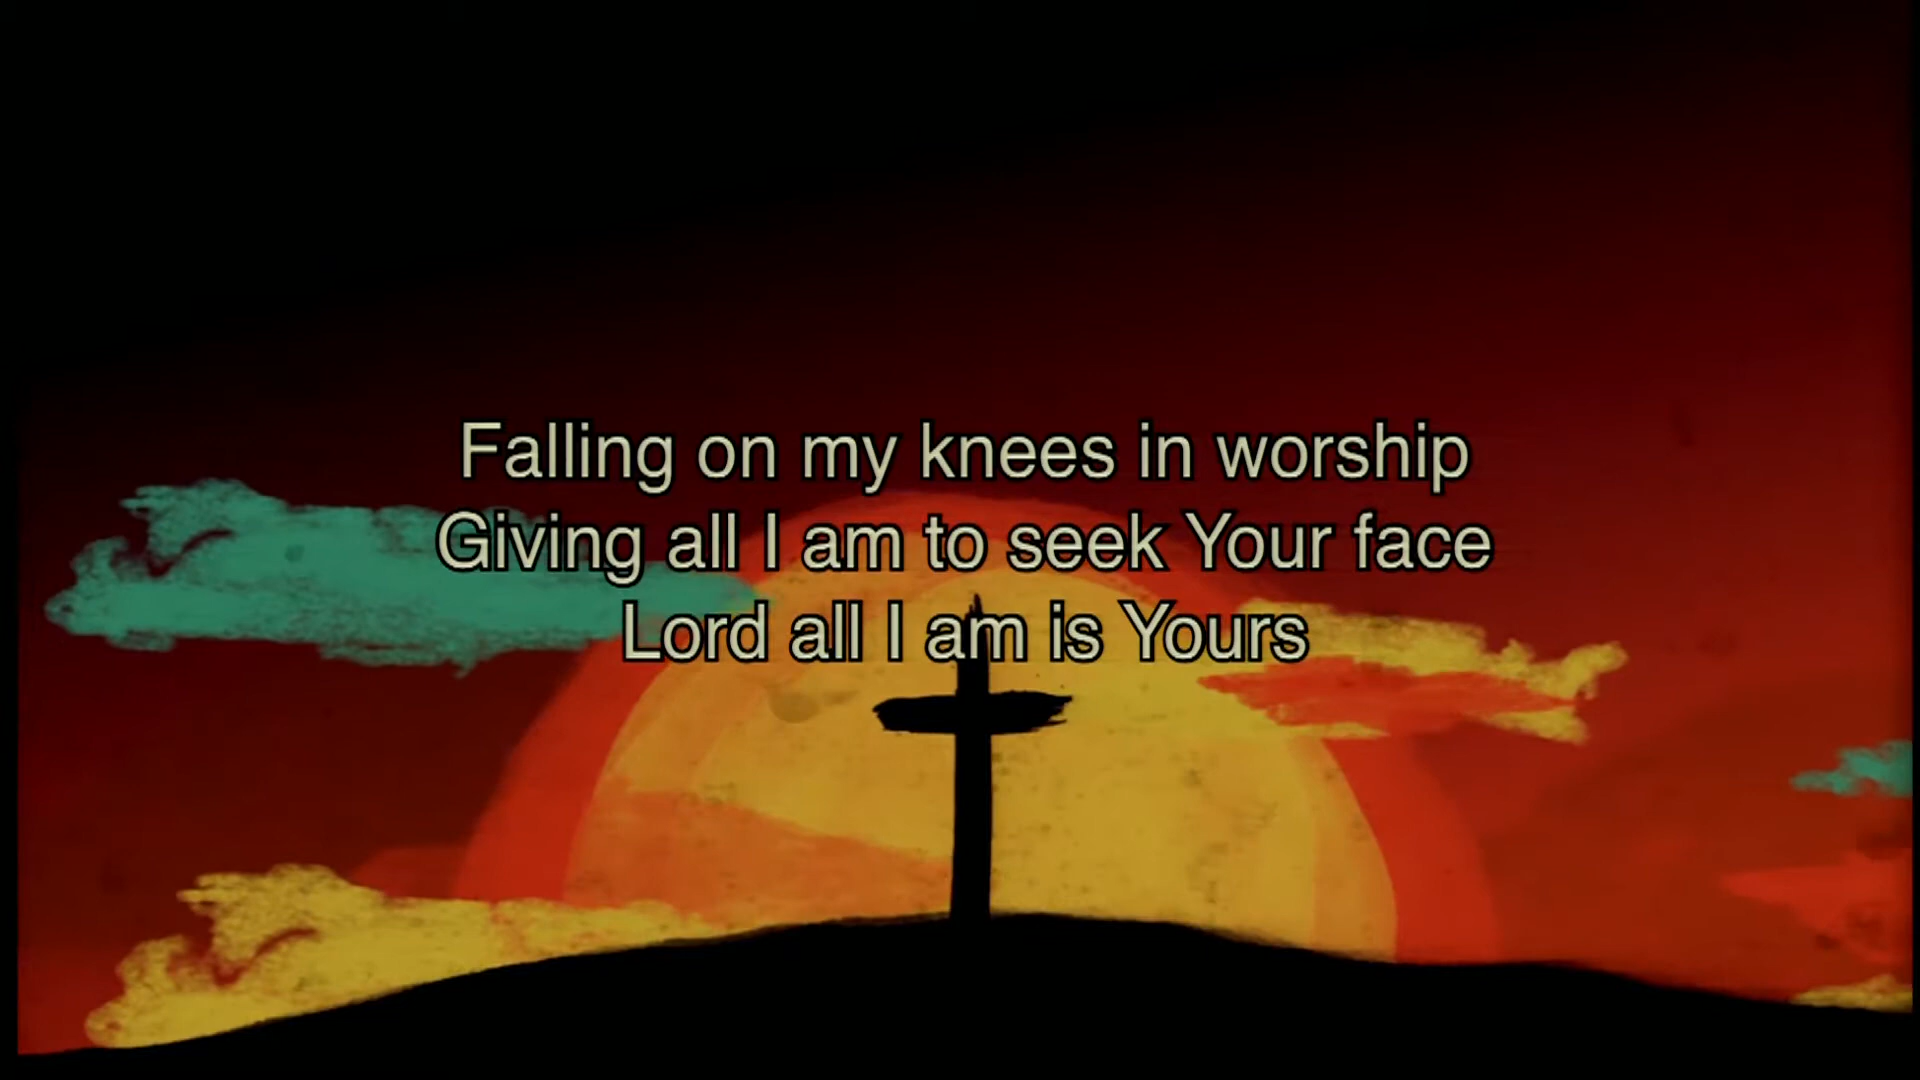 Falling on my knees in worship
Giving all I am to seek Your face
Lord all I am is Yours